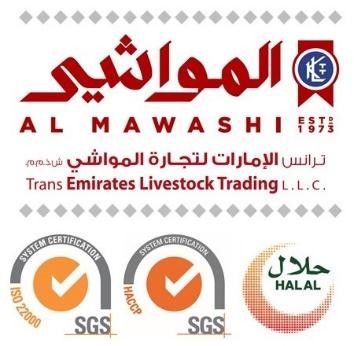 المواشي
AL MAWASHI
ESTD
1973
ترانس الإمارات لتجارة المواشي ش.ذ.م.م.
Trans Emirates Livestock Trading L.L.C.
SYSTEM CERTIFICATION
ISO 22000
SGS
SYSTEM CERTIFICATION
HACCP
SGS
حلال
HALAL